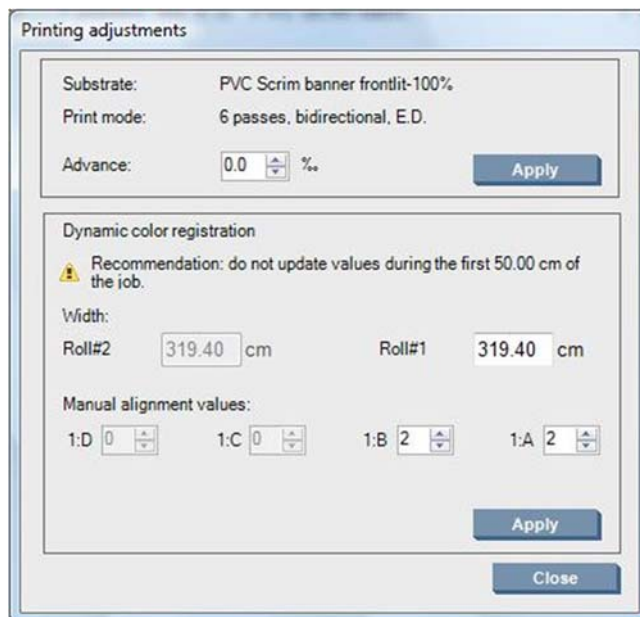 Printing adjustments
Substrate: PVC Scrim banner frontlit-100%
Print mode: 6 passes, bidirectional, E.D.
Advance: 0.0 ‰ Apply
Dynamic color registration
Recommendation: do not update values during the first 50.00 cm of
the job.
Width:
Roll#2 319.40 cm Roll#1 319.40 cm
Manual alignment values:
1:D 0 1:C 0 1:B 2 1:A 2
Apply
Close